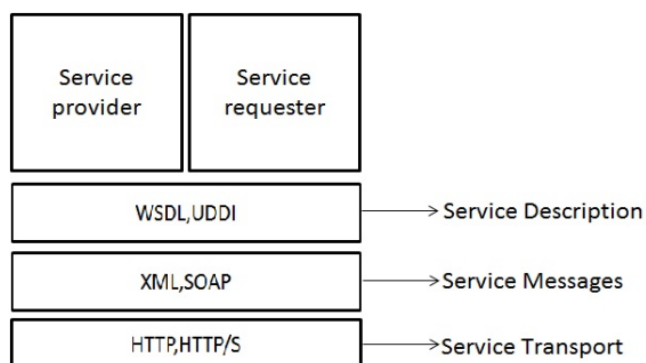 Service
provider
Service
requester
WSDL,UDDI
Service Description
XML,SOAP
Service Messages
HTTP,HTTP/S
Service Transport